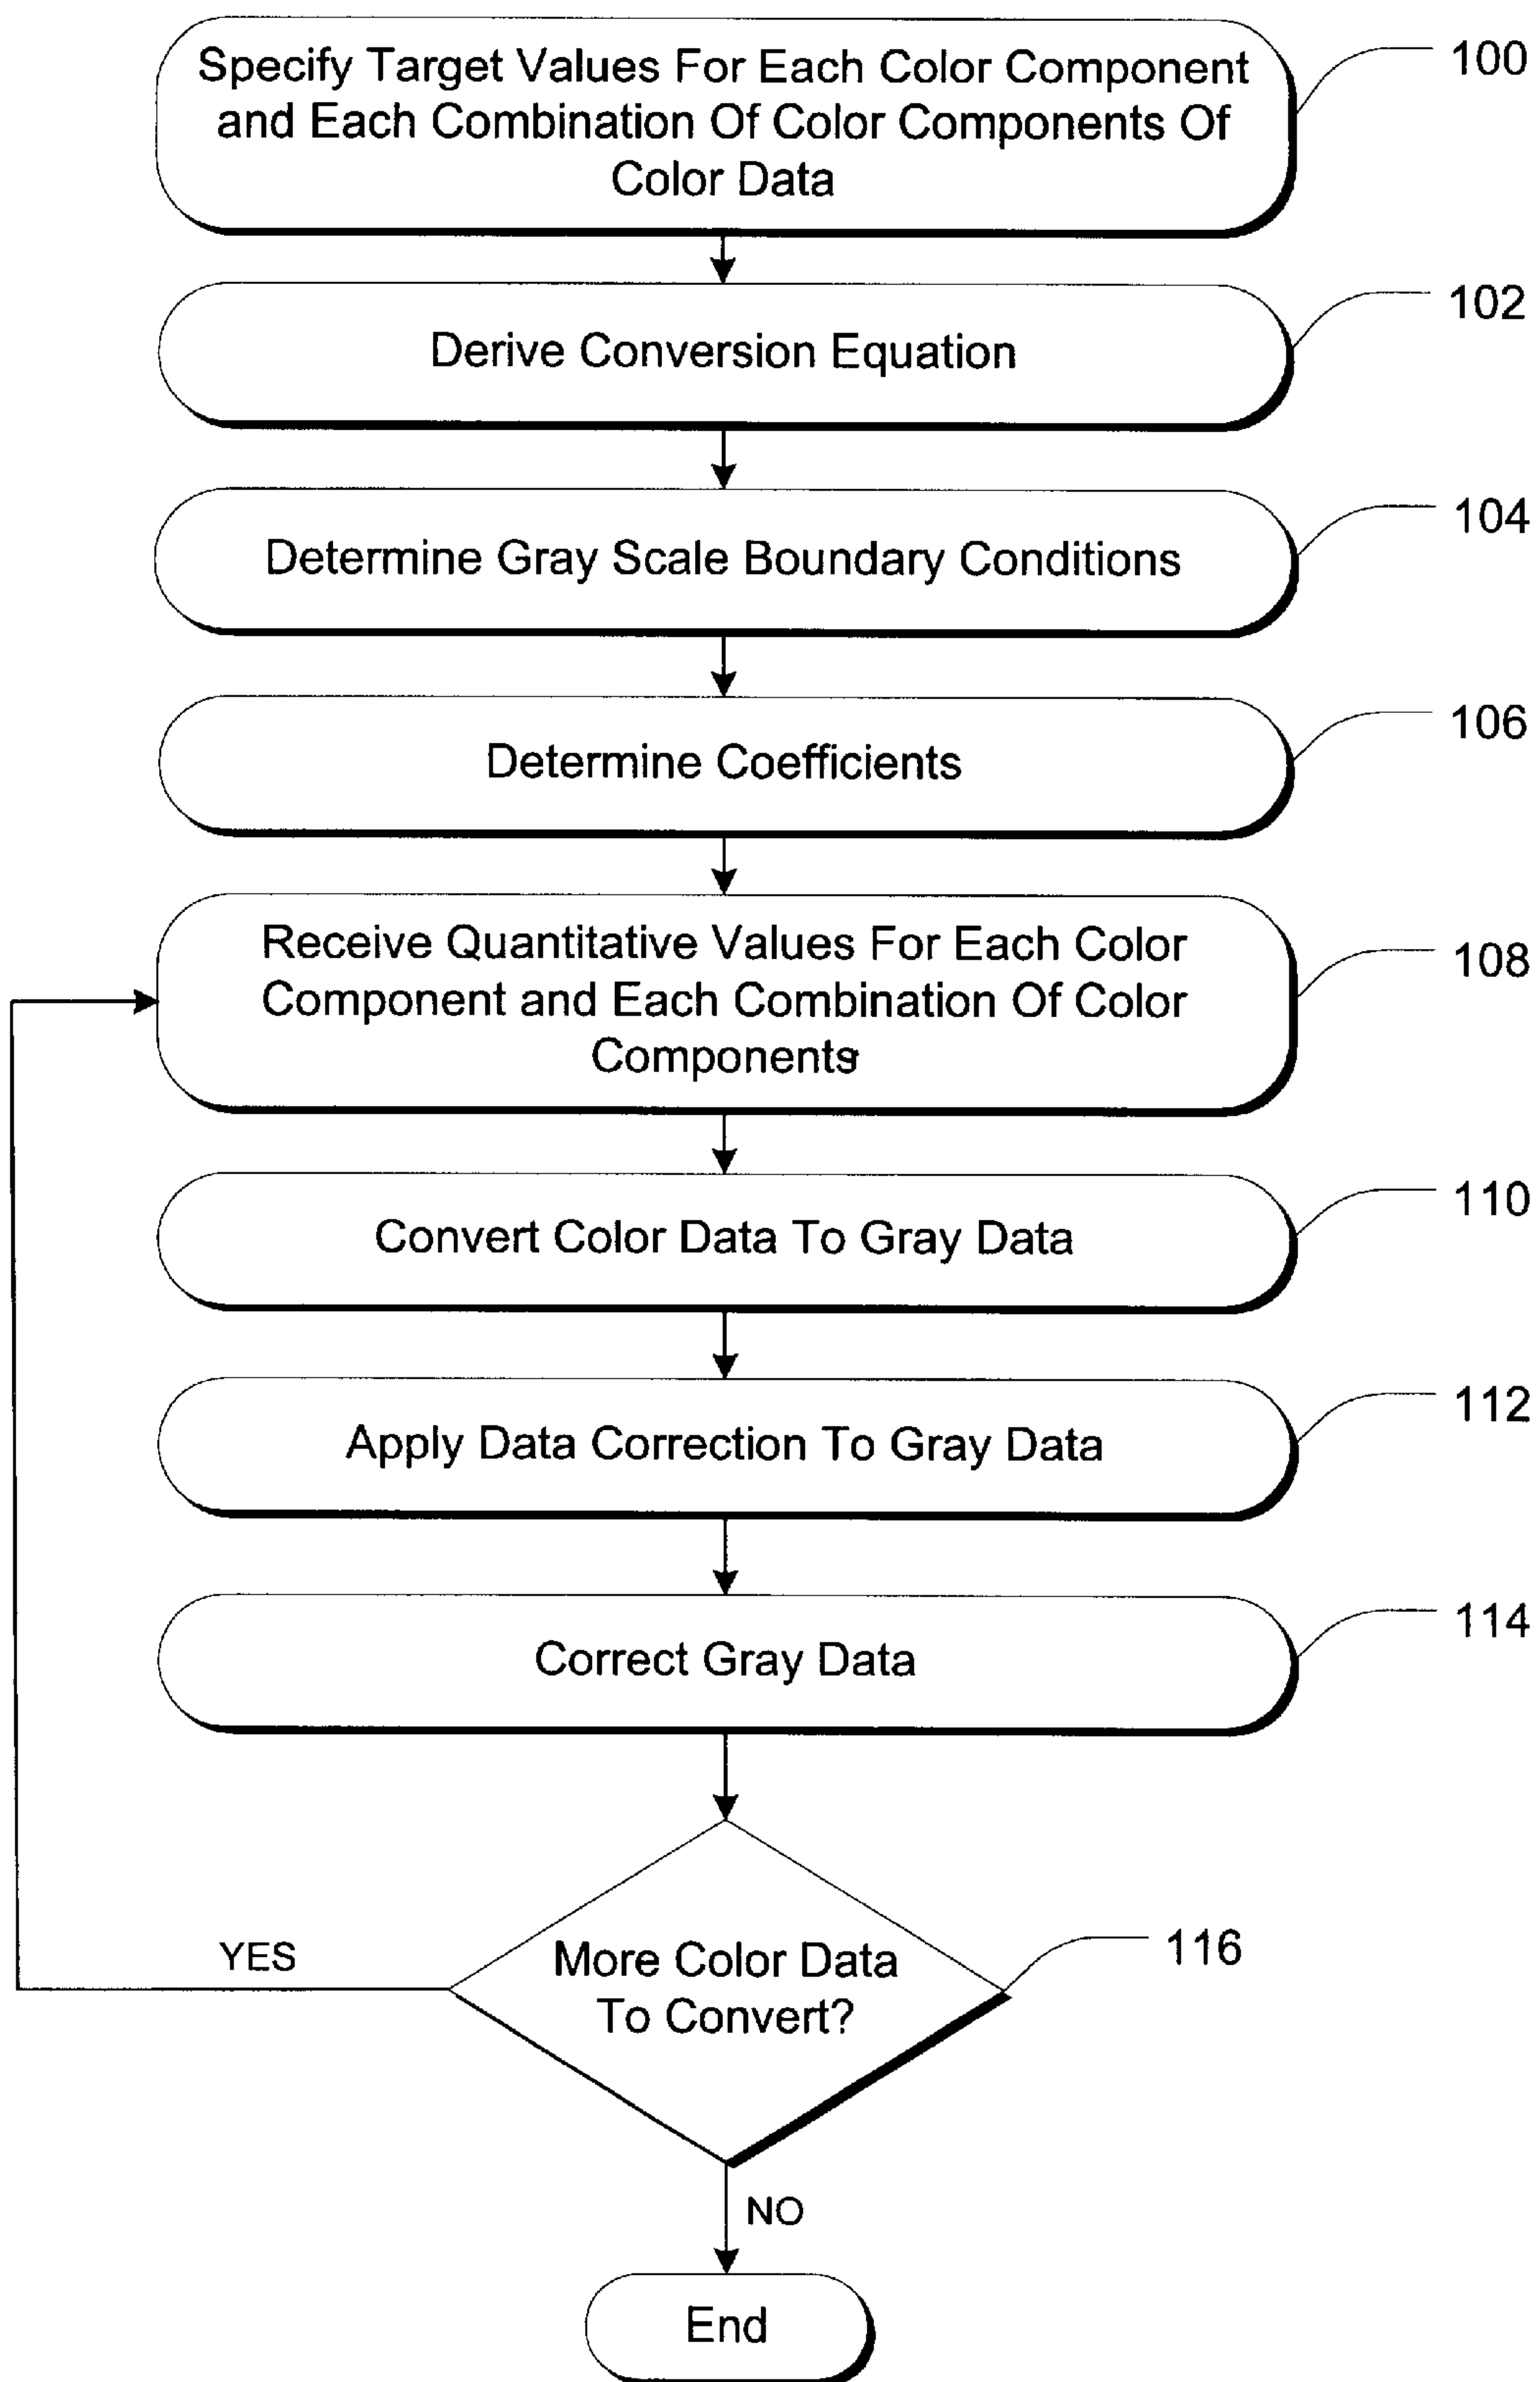 Specify Target Values For Each Color Component
and Each Combination Of Color Components Of
Color Data
100
Derive Conversion Equation
102
Determine Gray Scale Boundary Conditions
104
Determine Coefficients
106
Receive Quantitative Values For Each Color
Component and Each Combination Of Color
Components
108
Convert Color Data To Gray Data
110
Apply Data Correction To Gray Data
112
Correct Gray Data
114
More Color Data
To Convert?
116
YES
NO
End